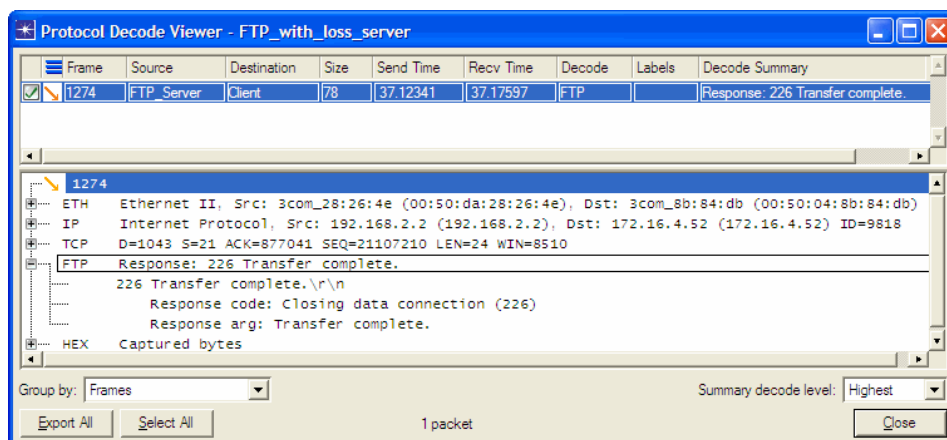 Protocol Decode Viewer - FTP_with_loss_server
Frame Source Destination Size Send Time Recv Time Decode Labels Decode Summary
1274 FTP_Server Client 78 37.12341 37.17597 FTP Response: 226 Transfer complete.
1274
ETH Ethernet II, Src: 3com_28:26:4e (00:50:da:28:26:4e), Dst: 3com_8b:84:db (00:50:04:8b:84:db)
IP Internet Protocol, Src: 192.168.2.2 (192.168.2.2), Dst: 172.16.4.52 (172.16.4.52) ID=9818
TCP D=1043 S=21 ACK=877041 SEQ=21107210 LEN=24 WIN=8510
FTP Response: 226 Transfer complete.
226 Transfer complete.\r\n
Response code: Closing data connection (226)
Response arg: Transfer complete.
HEX Captured bytes
Group by: Frames Summary decode level: Highest
Export All Select All 1 packet Close